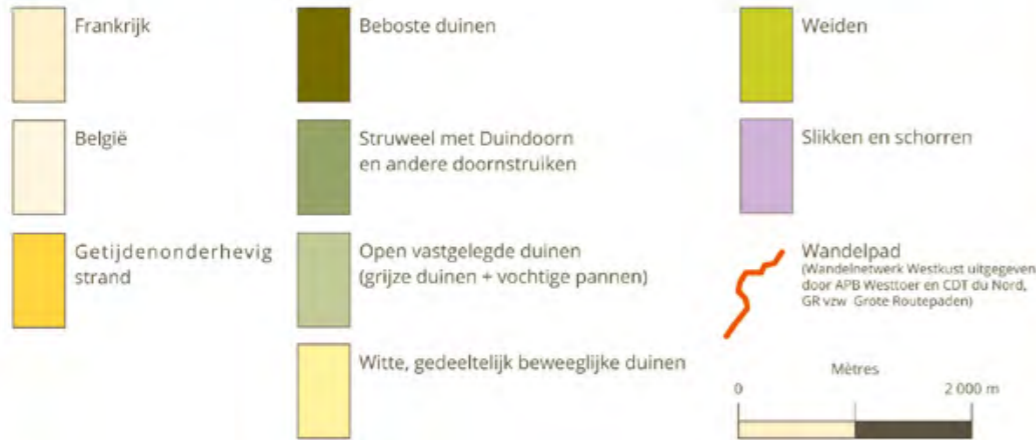 Frankrijk
België
Getijdenonderhevig
strand
Beboste duinen
Struweel met Duindoorn
en andere doornstruiken
Open vastgelegde duinen
(grijze duinen + vochtige pannen)
Witte, gedeeltelijk beweeglijke duinen
Weiden
Slikken en schorren
Wandelpad
(Wandelnetwerk Westkust uitgegeven
door APB Westtoer en CDT du Nord,
GR vzw Grote Routepaden)
Mètres
0 2 000 m